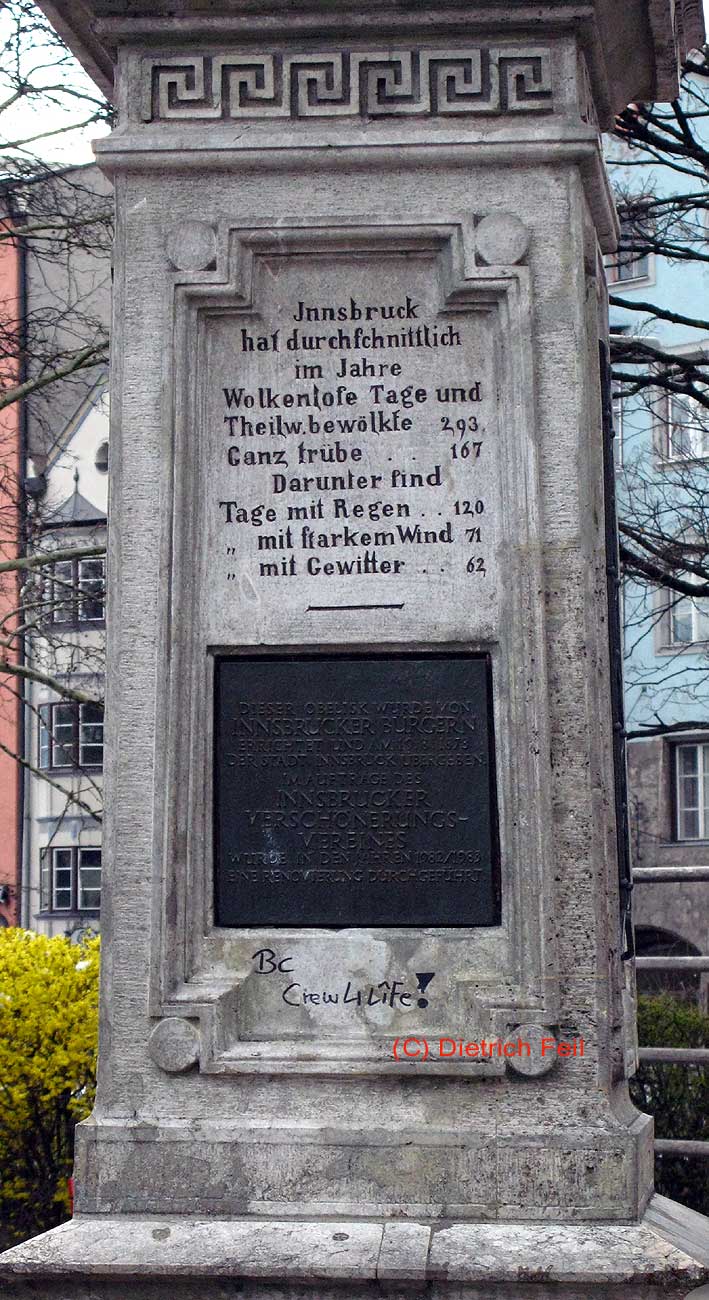 Jnnsbruck
hat durchſchnittlich
im Jahre
Wolkenloſe Tage und
Theilw. bewölkte 293.
Ganz trübe . . 167
Darunter ſind
Tage mit Regen . . 120
„ mit ſtarkem Wind 71
„ mit Gewitter . . 62
DIESER OBELISK WURDE VON
INNSBRUCKER BÜRGERN
ERRICHTET UND AM
DER STADT INNSBRUCK ÜBERGEBEN.
IM AUFTRAGE DES
INNSBRUCKER
VERSCHÖNERUNGS-
VEREINES
WURDE IN DEN JAHREN 1982/1983
EINE RENOVIERUNG DURCHGEFÜHRT
Bc
Crew4Lîfe!
(C) Dietrich Feil